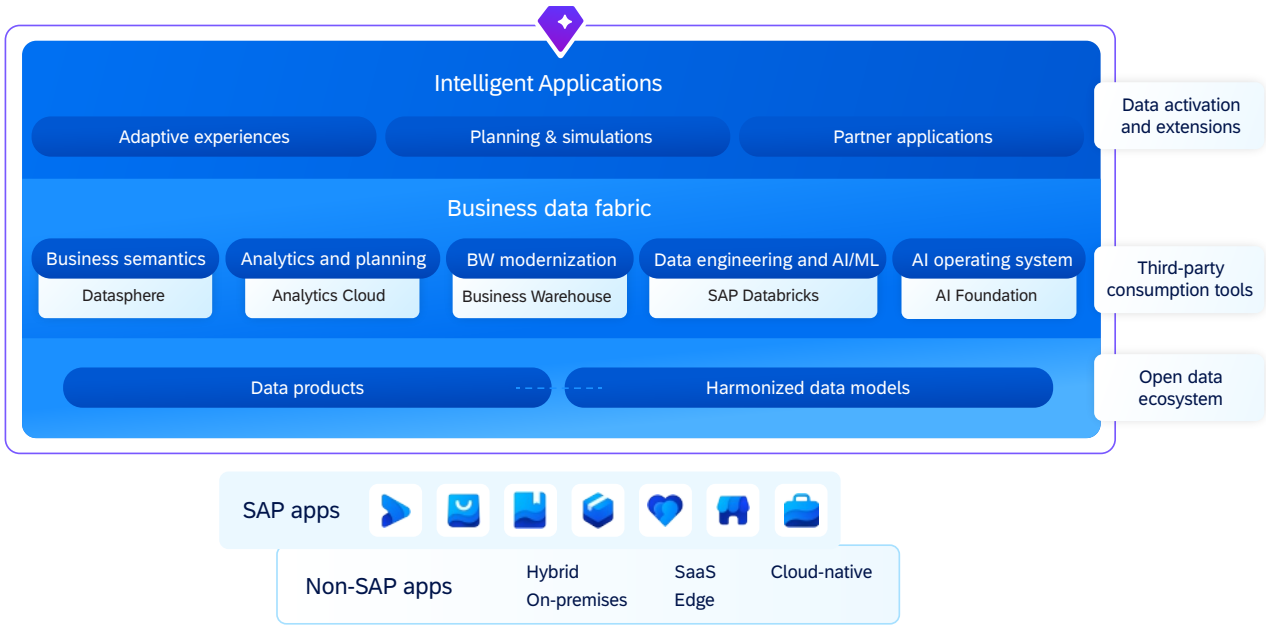 Intelligent Applications
Adaptive experiences
Planning & simulations
Partner applications
Data activation
and extensions
Business data fabric
Business semantics
Analytics and planning
BW modernization
Data engineering and AI/ML
AI operating system
Datasphere
Analytics Cloud
Business Warehouse
SAP Databricks
AI Foundation
Third-party
consumption tools
Data products
Harmonized data models
Open data
ecosystem
SAP apps
Non-SAP apps
Hybrid
SaaS
Cloud-native
On-premises
Edge